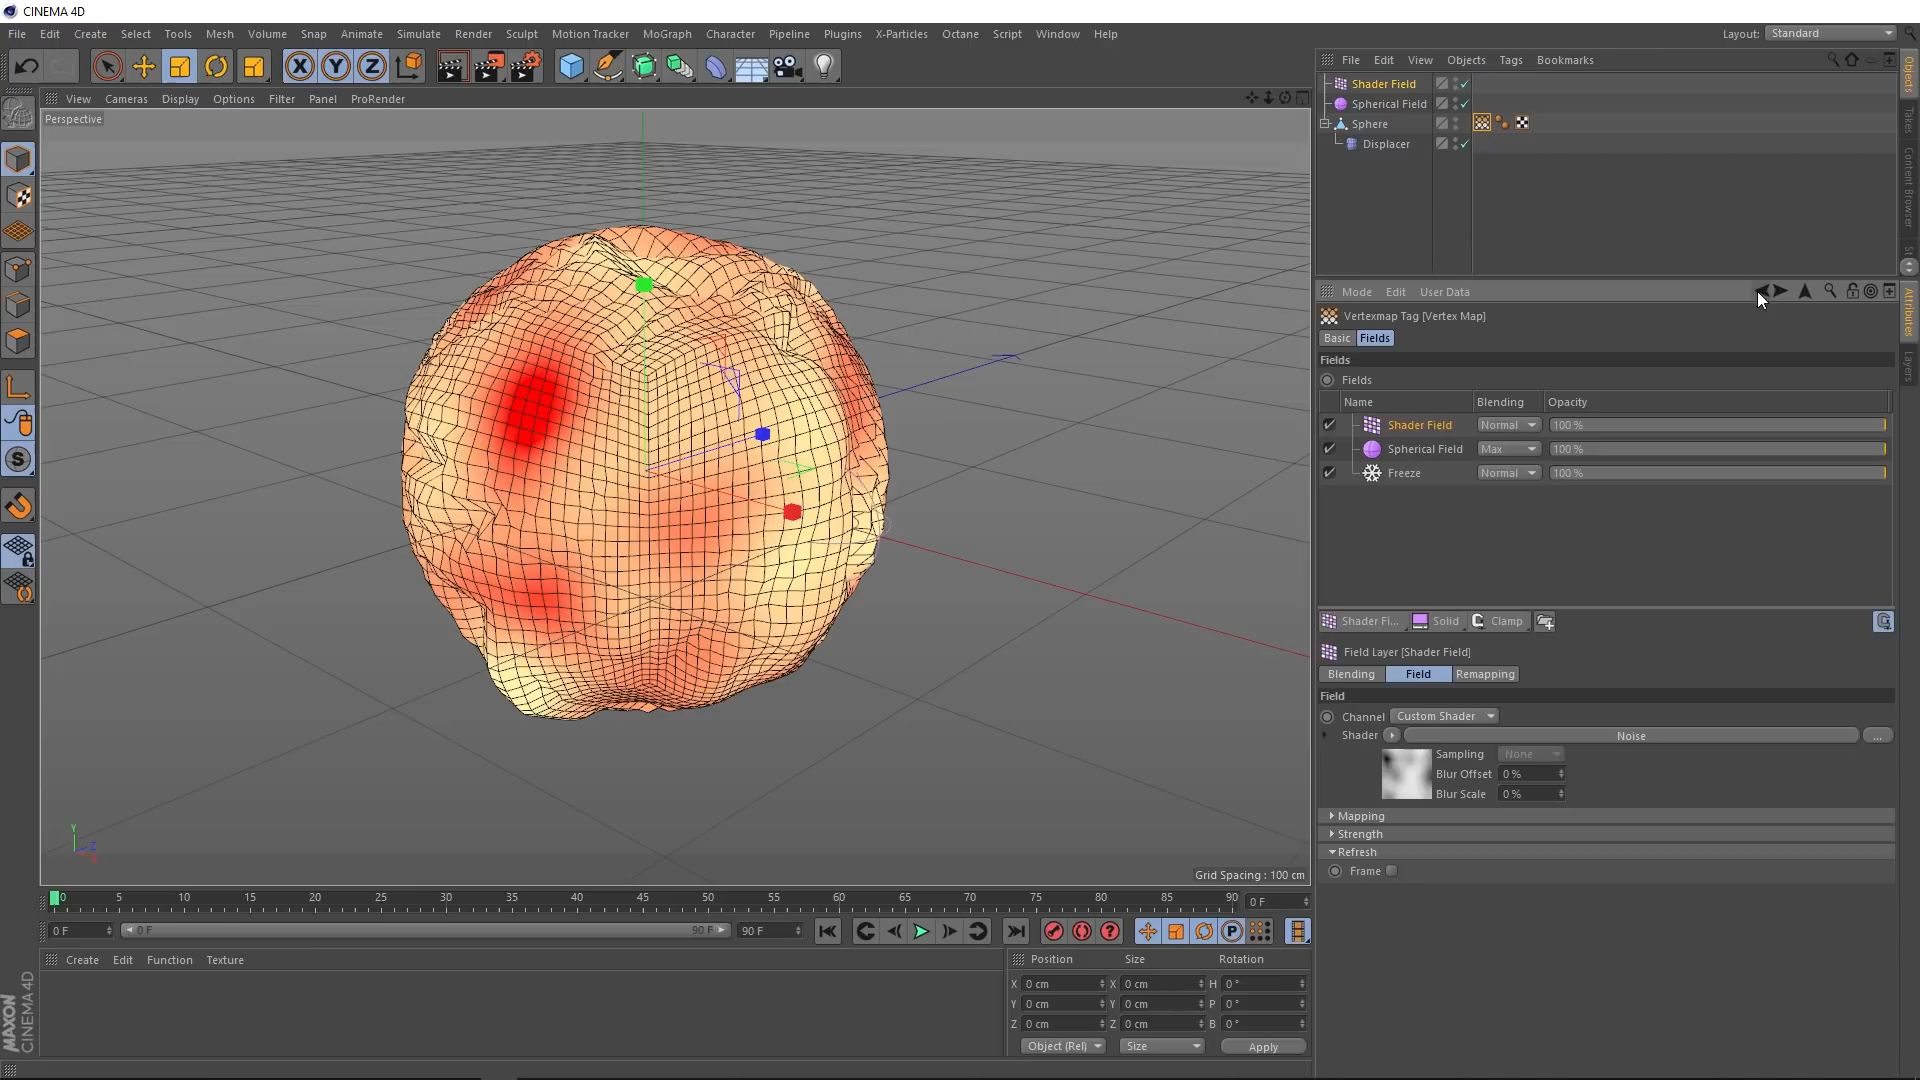 CINEMA 4D
File Edit Create Select Tools Mesh Volume Snap Animate Simulate Render Sculpt Motion Tracker MoGraph Character Pipeline Plugins X-Particles Octane Script Window Help
Layout: Standard
X Y Z
View Cameras Display Options Filter Panel ProRender
Perspective
S
Y
Z
X
Grid Spacing : 100 cm
0 5 10 15 20 25 30 35 40 45 50 55 60 65 70 75 80 85 90 0 F
0 F 0 F 90 F 90 F P
Create Edit Function Texture
Position Size Rotation
X 0 cm X 0 cm H 0 °
Y 0 cm Y 0 cm P 0 °
Z 0 cm Z 0 cm B 0 °
Object (Rel) Size Apply
MAXON
CINEMA 4D
File Edit View Objects Tags Bookmarks
Shader Field
Spherical Field
Sphere
Displacer
Objects
Takes
Content Browser
St
Mode Edit User Data
Vertexmap Tag [Vertex Map]
Basic Fields
Fields
Fields
Name Blending Opacity
Shader Field Normal 100 %
Spherical Field Max 100 %
Freeze Normal 100 %
Shader Fi... Solid Clamp
Field Layer [Shader Field]
Blending Field Remapping
Field
Channel Custom Shader
Shader Noise ...
Sampling None
Blur Offset 0 %
Blur Scale 0 %
Mapping
Strength
Refresh
Frame
Attributes
Layers